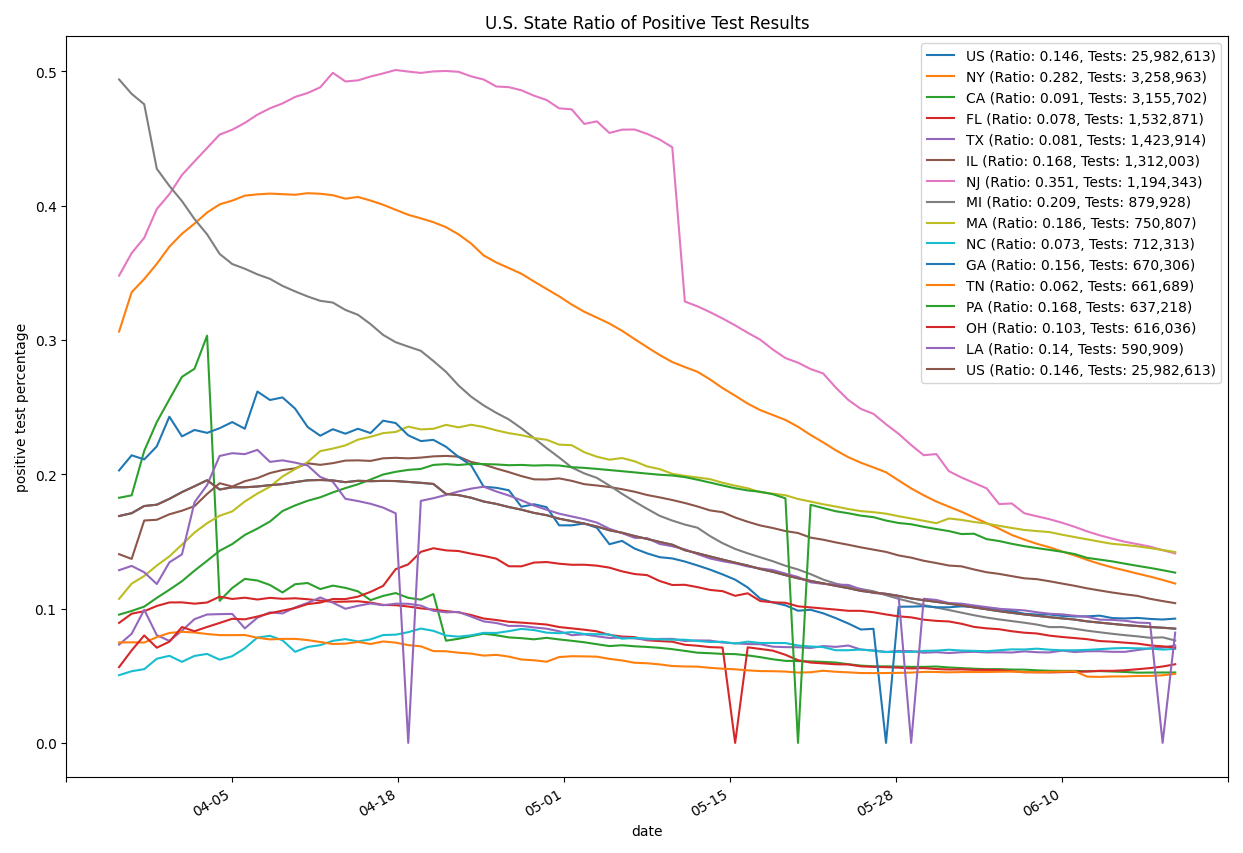 U.S. State Ratio of Positive Test Results
US (Ratio: 0.146, Tests: 25,982,613)
NY (Ratio: 0.282, Tests: 3,258,963)
CA (Ratio: 0.091, Tests: 3,155,702)
FL (Ratio: 0.078, Tests: 1,532,871)
TX (Ratio: 0.081, Tests: 1,423,914)
IL (Ratio: 0.168, Tests: 1,312,003)
NJ (Ratio: 0.351, Tests: 1,194,343)
MI (Ratio: 0.209, Tests: 879,928)
MA (Ratio: 0.186, Tests: 750,807)
NC (Ratio: 0.073, Tests: 712,313)
GA (Ratio: 0.156, Tests: 670,306)
TN (Ratio: 0.062, Tests: 661,689)
PA (Ratio: 0.168, Tests: 637,218)
OH (Ratio: 0.103, Tests: 616,036)
LA (Ratio: 0.14, Tests: 590,909)
US (Ratio: 0.146, Tests: 25,982,613)
positive test percentage
0.5
0.4
0.3
0.2
0.1
0.0
04-05
04-18
05-01
05-15
05-28
06-10
date